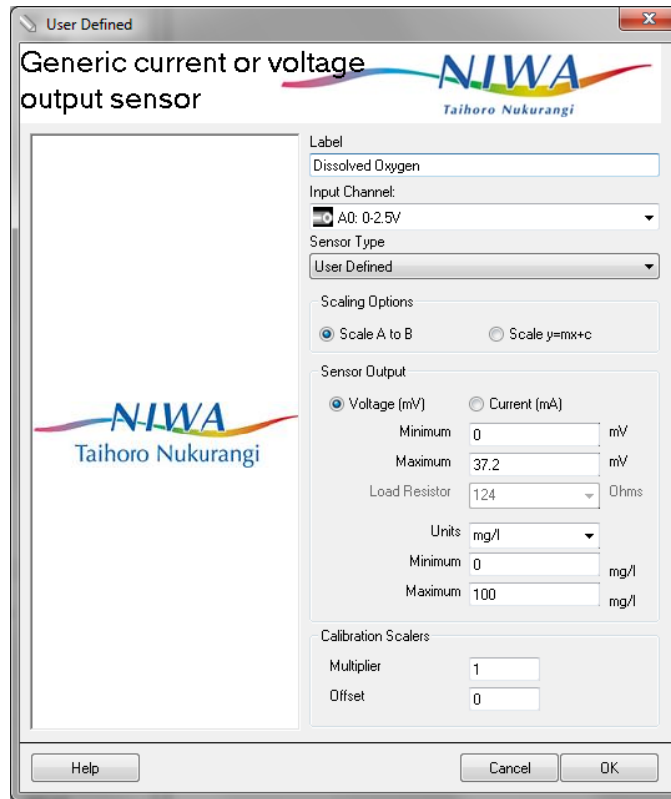 User Defined
Generic current or voltage
output sensor
NIWA
Taihoro Nukurangi
NIWA
Taihoro Nukurangi
Label
Dissolved Oxygen
Input Channel:
A0: 0-2.5V
Sensor Type
User Defined
Scaling Options
Scale A to B Scale y=mx+c
Sensor Output
Voltage (mV) Current (mA)
Minimum 0 mV
Maximum 37.2 mV
Load Resistor 124 Ohms
Units mg/l
Minimum 0 mg/l
Maximum 100 mg/l
Calibration Scalers
Multiplier 1
Offset 0
Help Cancel OK